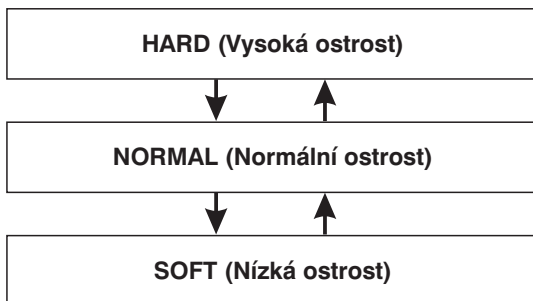 HARD (Vysoká ostrost)
NORMAL (Normální ostrost)
SOFT (Nízká ostrost)